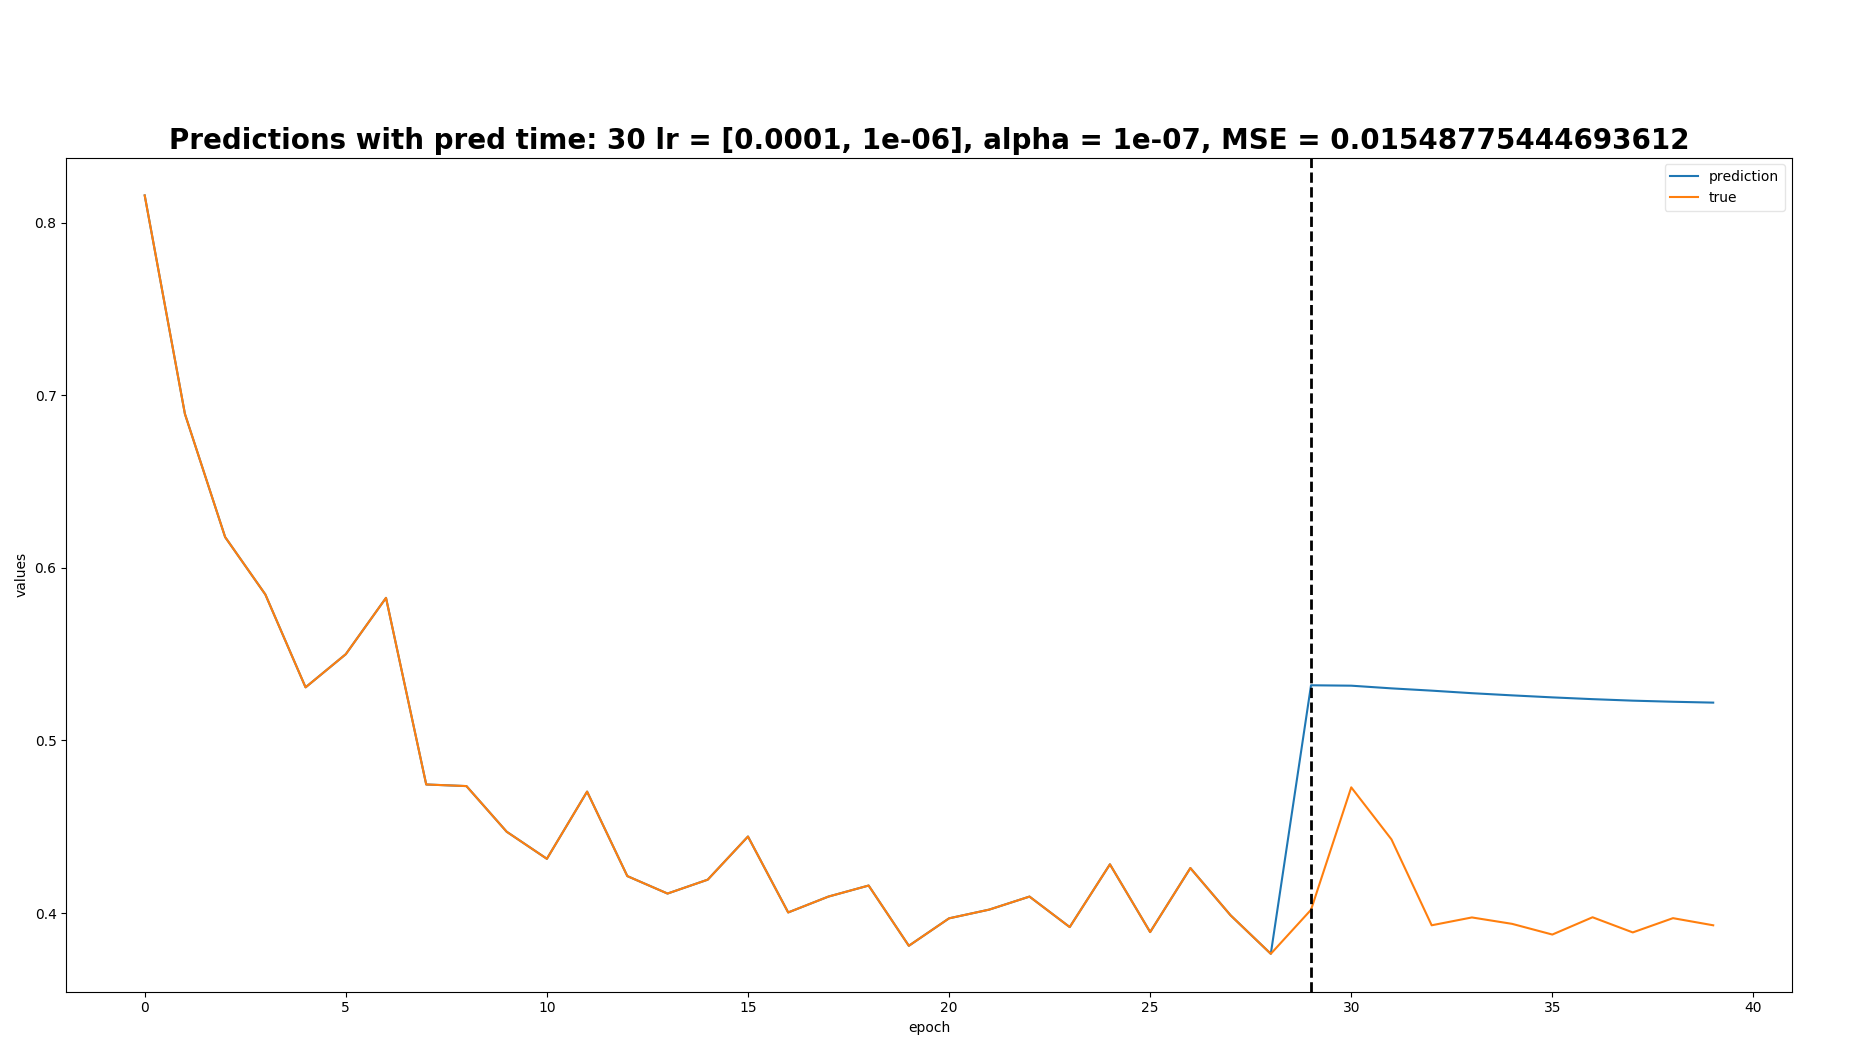 Predictions with pred time: 30 lr = [0.0001, 1e-06], alpha = 1e-07, MSE = 0.01548775444693612
prediction
true
0.8
0.7
0.6
0.5
0.4
values
0 5 10 15 20 25 30 35 40
epoch